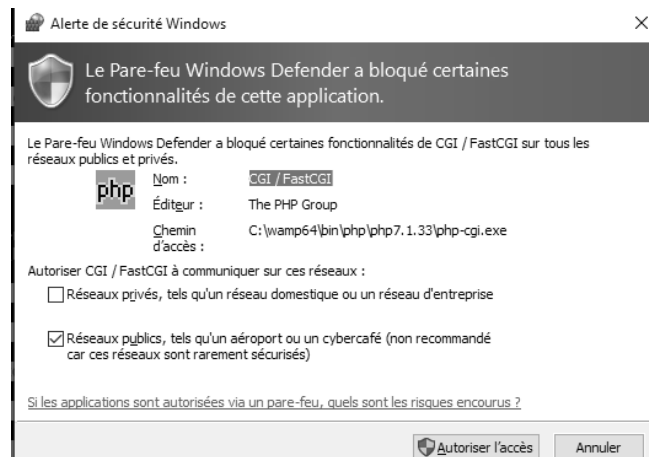 Alerte de sécurité Windows
Le Pare-feu Windows Defender a bloqué certaines
fonctionnalités de cette application.
Le Pare-feu Windows Defender a bloqué certaines fonctionnalités de CGI / FastCGI sur tous les
réseaux publics et privés.
php
Nom : CGI / FastCGI
Éditeur : The PHP Group
Chemin d'accès : C:\wamp64\bin\php\php7.1.33\php-cgi.exe
Autoriser CGI / FastCGI à communiquer sur ces réseaux :
Réseaux privés, tels qu'un réseau domestique ou un réseau d'entreprise
Réseaux publics, tels qu'un aéroport ou un cybercafé (non recommandé
car ces réseaux sont rarement sécurisés)
Si les applications sont autorisées via un pare-feu, quels sont les risques encourus ?
Autoriser l'accès Annuler